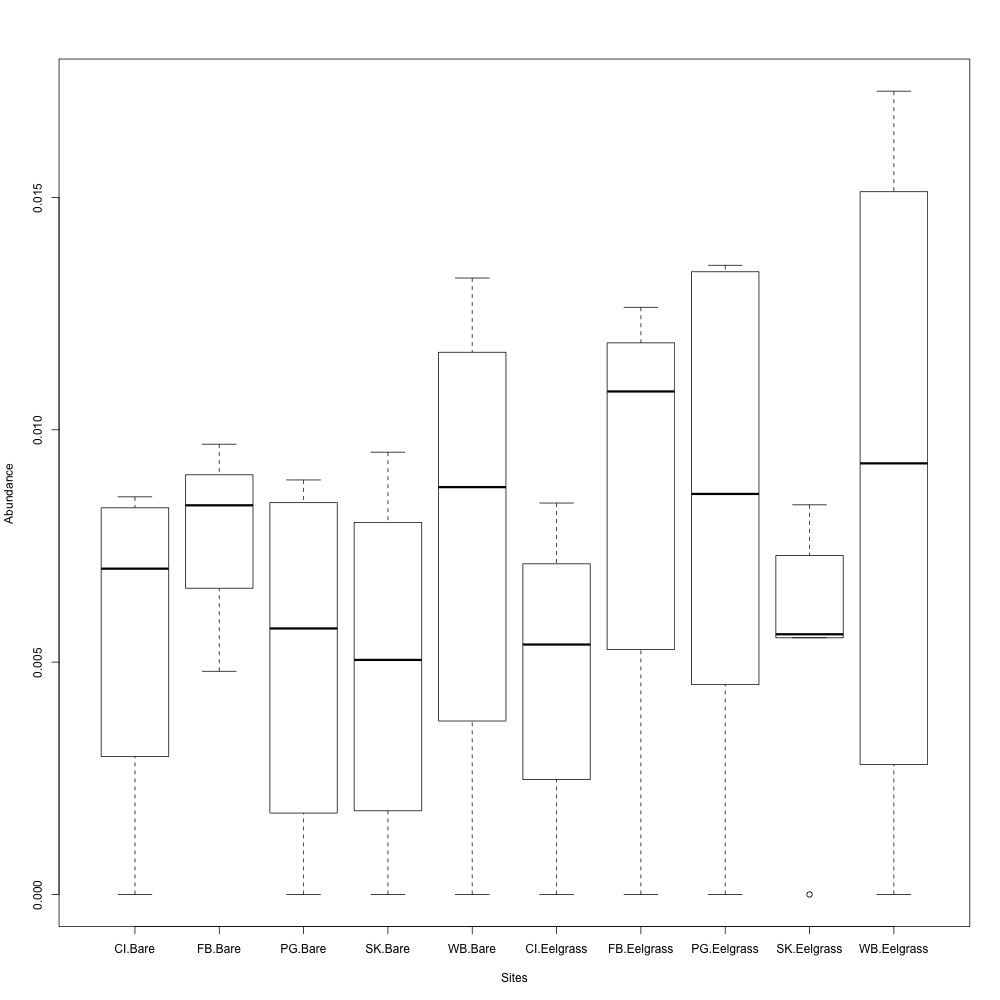 Abundance
0.015
0.010
0.005
0.000
CI.Bare FB.Bare PG.Bare SK.Bare WB.Bare CI.Eelgrass FB.Eelgrass PG.Eelgrass SK.Eelgrass WB.Eelgrass
Sites